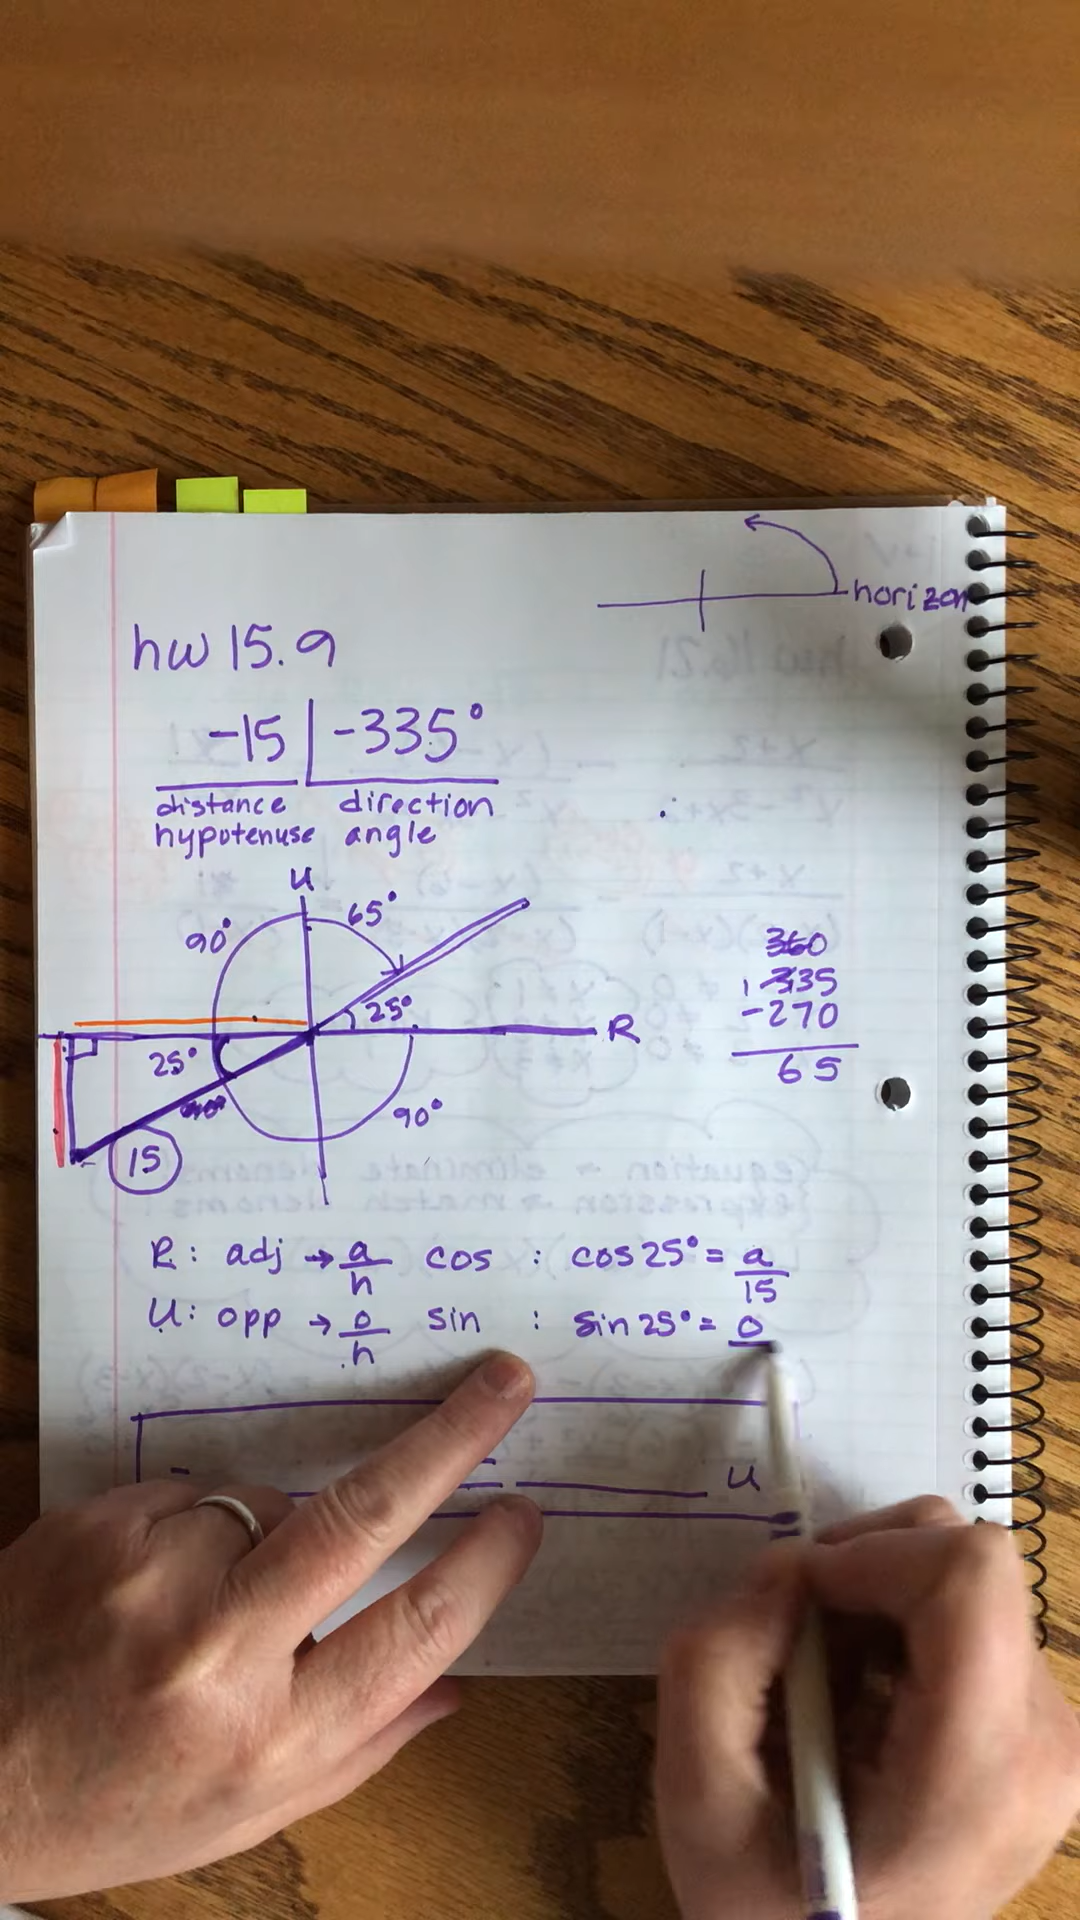 horizon
hw 15.9
-15 | -335°
distance direction
hypotenuse angle
U
65°
90°
25°
R
25°
90°
15
360
335
-270
65
R: adj → a/h cos : cos 25° = a/15
U: opp → o/h sin : sin 25° = o
-
U